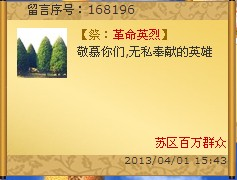 留言序号：168196
【祭：革命英烈】
敬慕你们,无私奉献的英雄
苏区百万群众
2013/04/01 15:43